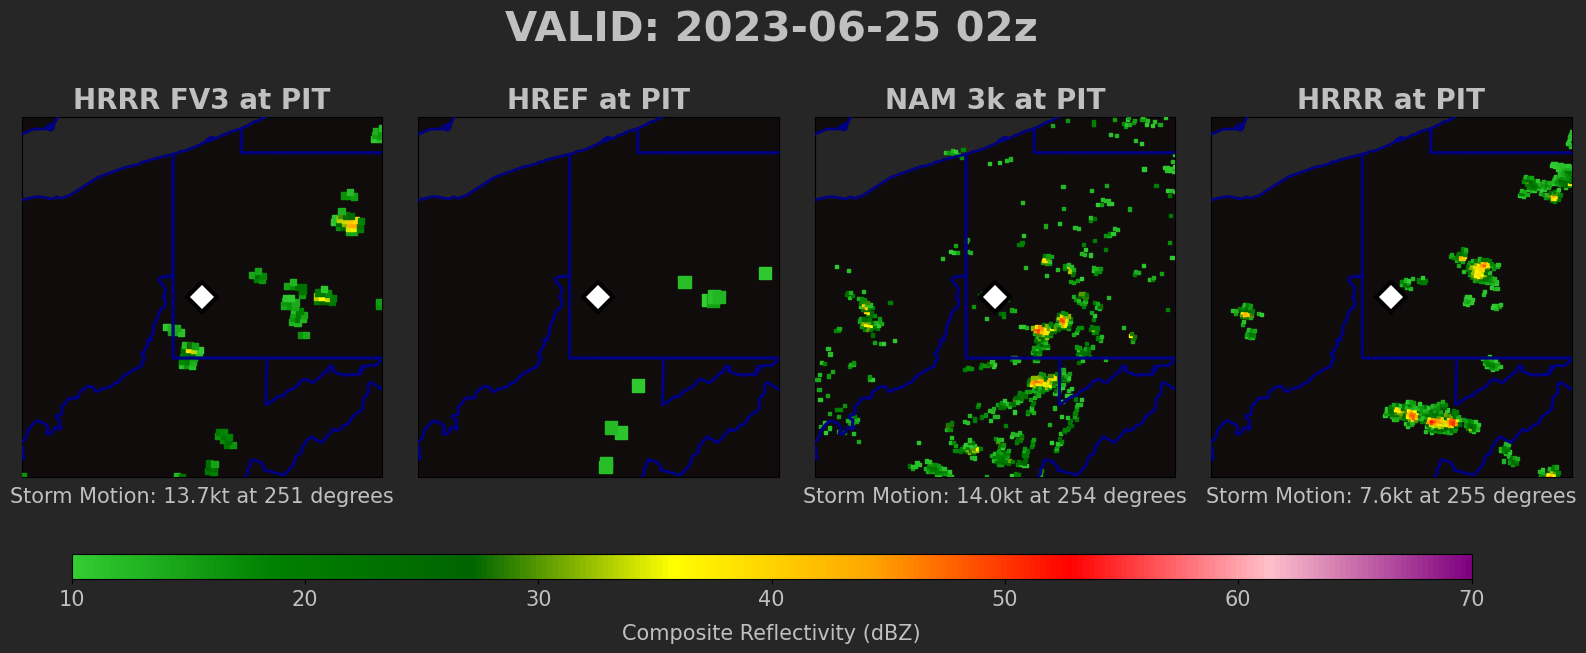 VALID: 2023-06-25 02z
HRRR FV3 at PIT
HREF at PIT
NAM 3k at PIT
HRRR at PIT
Storm Motion: 13.7kt at 251 degrees
Storm Motion: 14.0kt at 254 degrees
Storm Motion: 7.6kt at 255 degrees
10 20 30 40 50 60 70
Composite Reflectivity (dBZ)